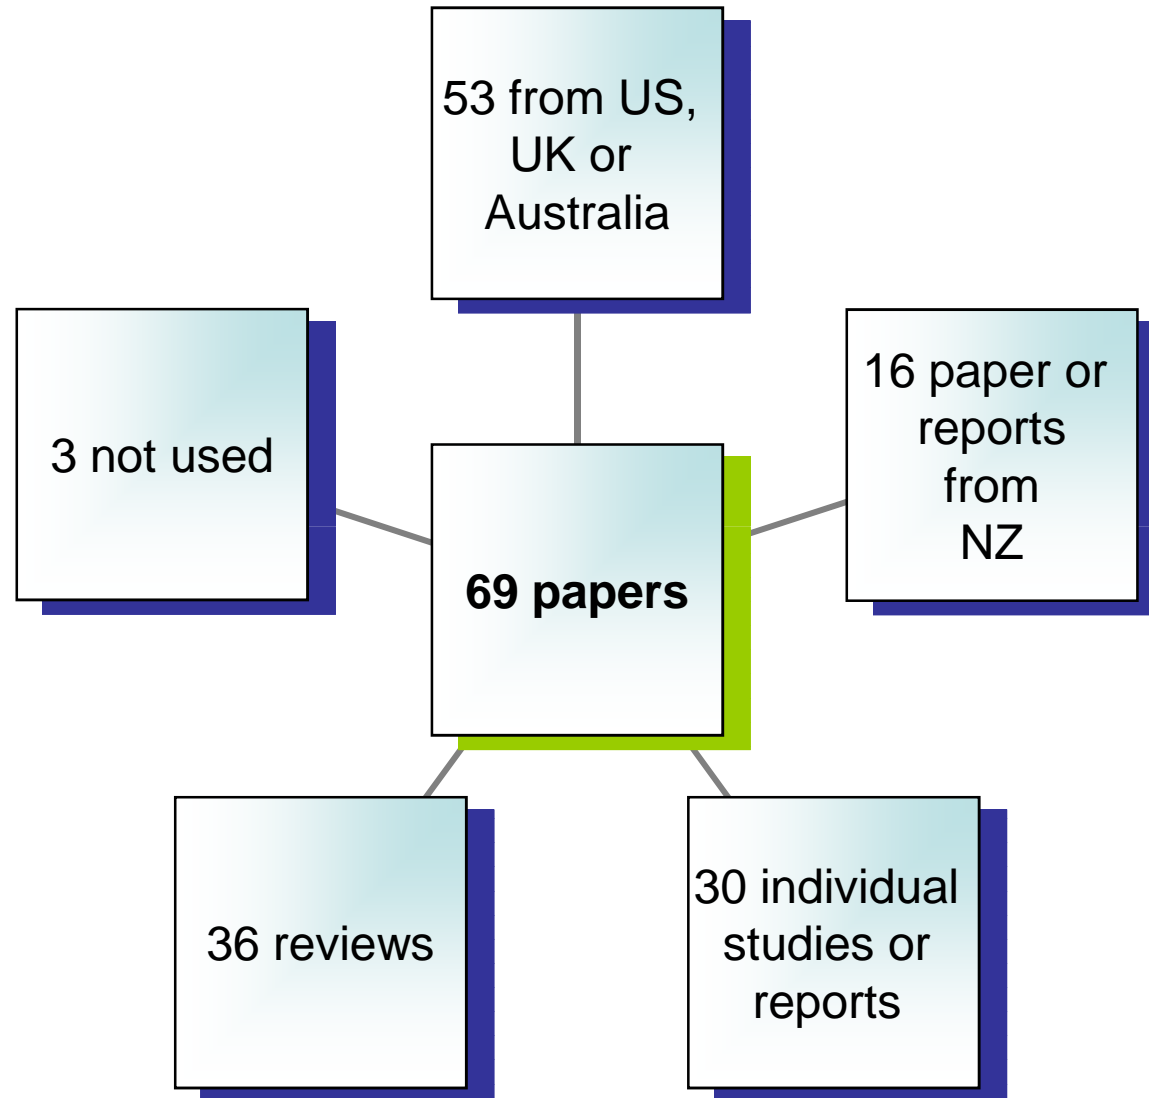 53 from US,
UK or
Australia
3 not used
16 paper or
reports
from
NZ
69 papers
36 reviews
30 individual
studies or
reports